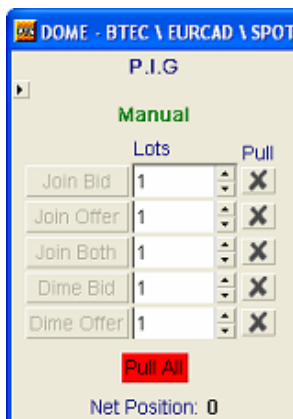 DOME - BTEC \ EURCAD \ SPOT
P.I.G
Manual
Lots Pull
Join Bid 1
Join Offer 1
Join Both 1
Dime Bid 1
Dime Offer 1
Pull All
Net Position: 0